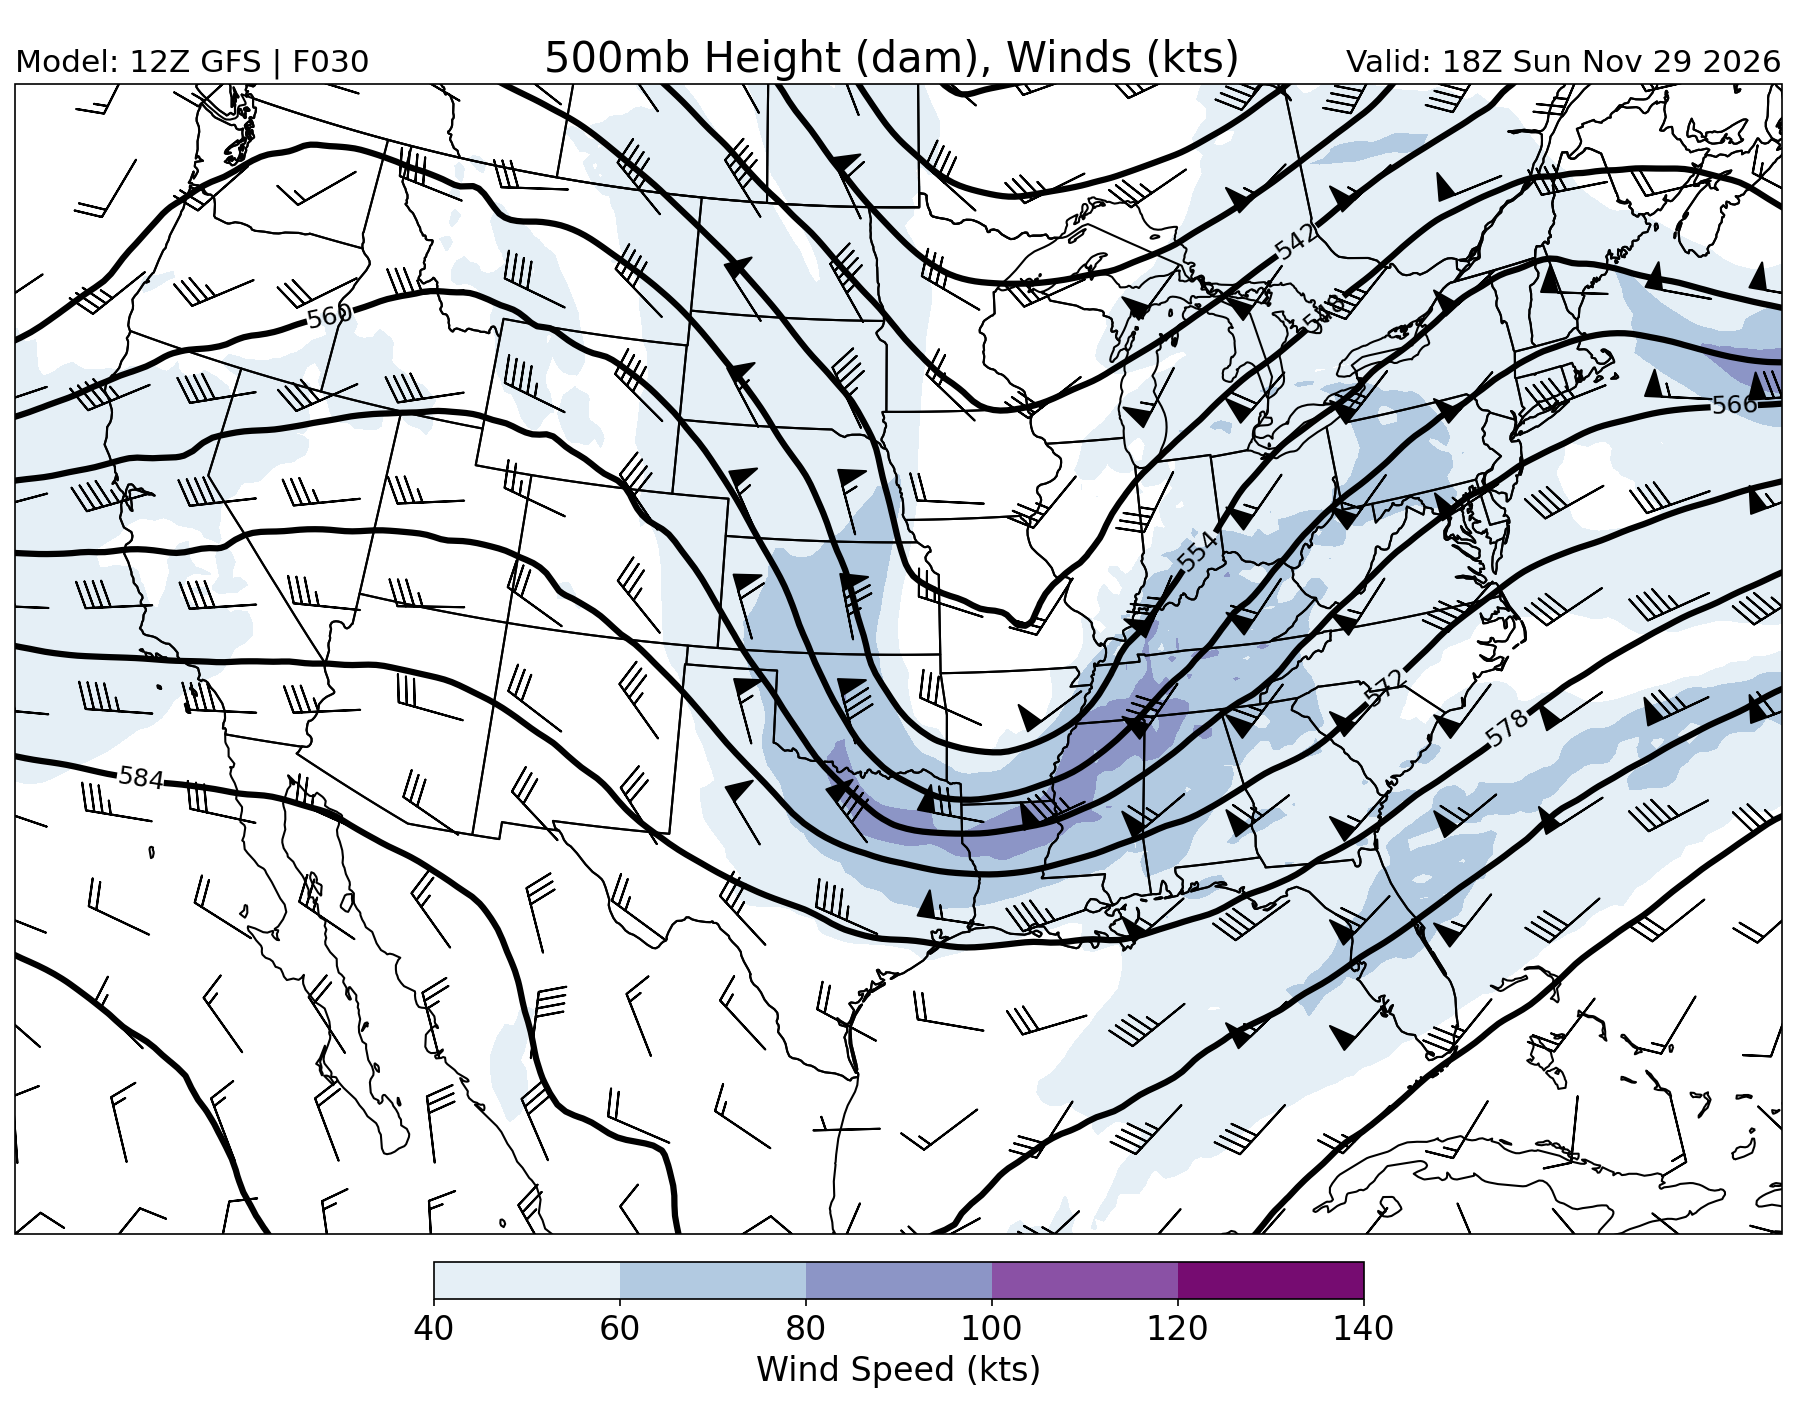 Model: 12Z GFS | F030
500mb Height (dam), Winds (kts)
Valid: 18Z Sun Nov 29 2026
542
548
560
566
554
572
578
584
40 60 80 100 120 140
Wind Speed (kts)